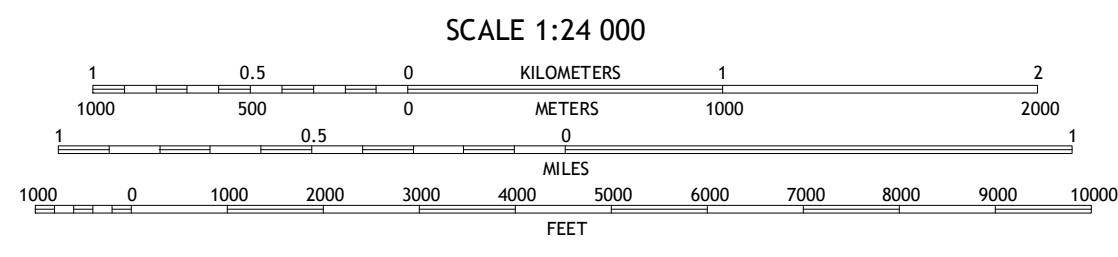 SCALE 1:24 000
1 0.5 0 KILOMETERS 1 2
1000 500 0 METERS 1000 2000
1 0.5 0 1
MILES
1000 0 1000 2000 3000 4000 5000 6000 7000 8000 9000 10000
FEET